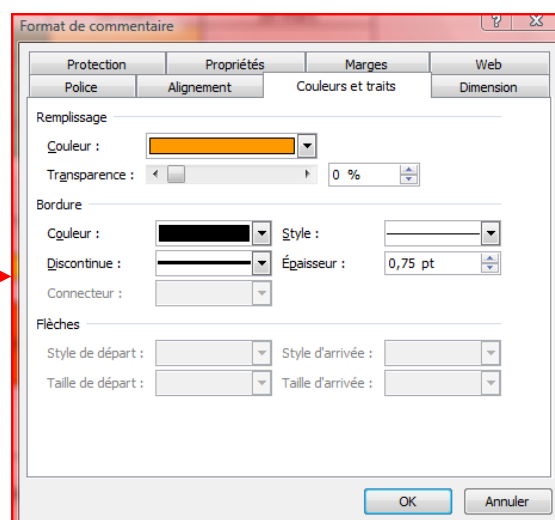 Format de commentaire
Protection Propriétés Marges Web
Police Alignement Couleurs et traits Dimension
Remplissage
Couleur :
Transparence : 0 %
Bordure
Couleur : Style :
Discontinue : Épaisseur : 0,75 pt
Connecteur :
Flèches
Style de départ : Style d'arrivée :
Taille de départ : Taille d'arrivée :
OK Annuler